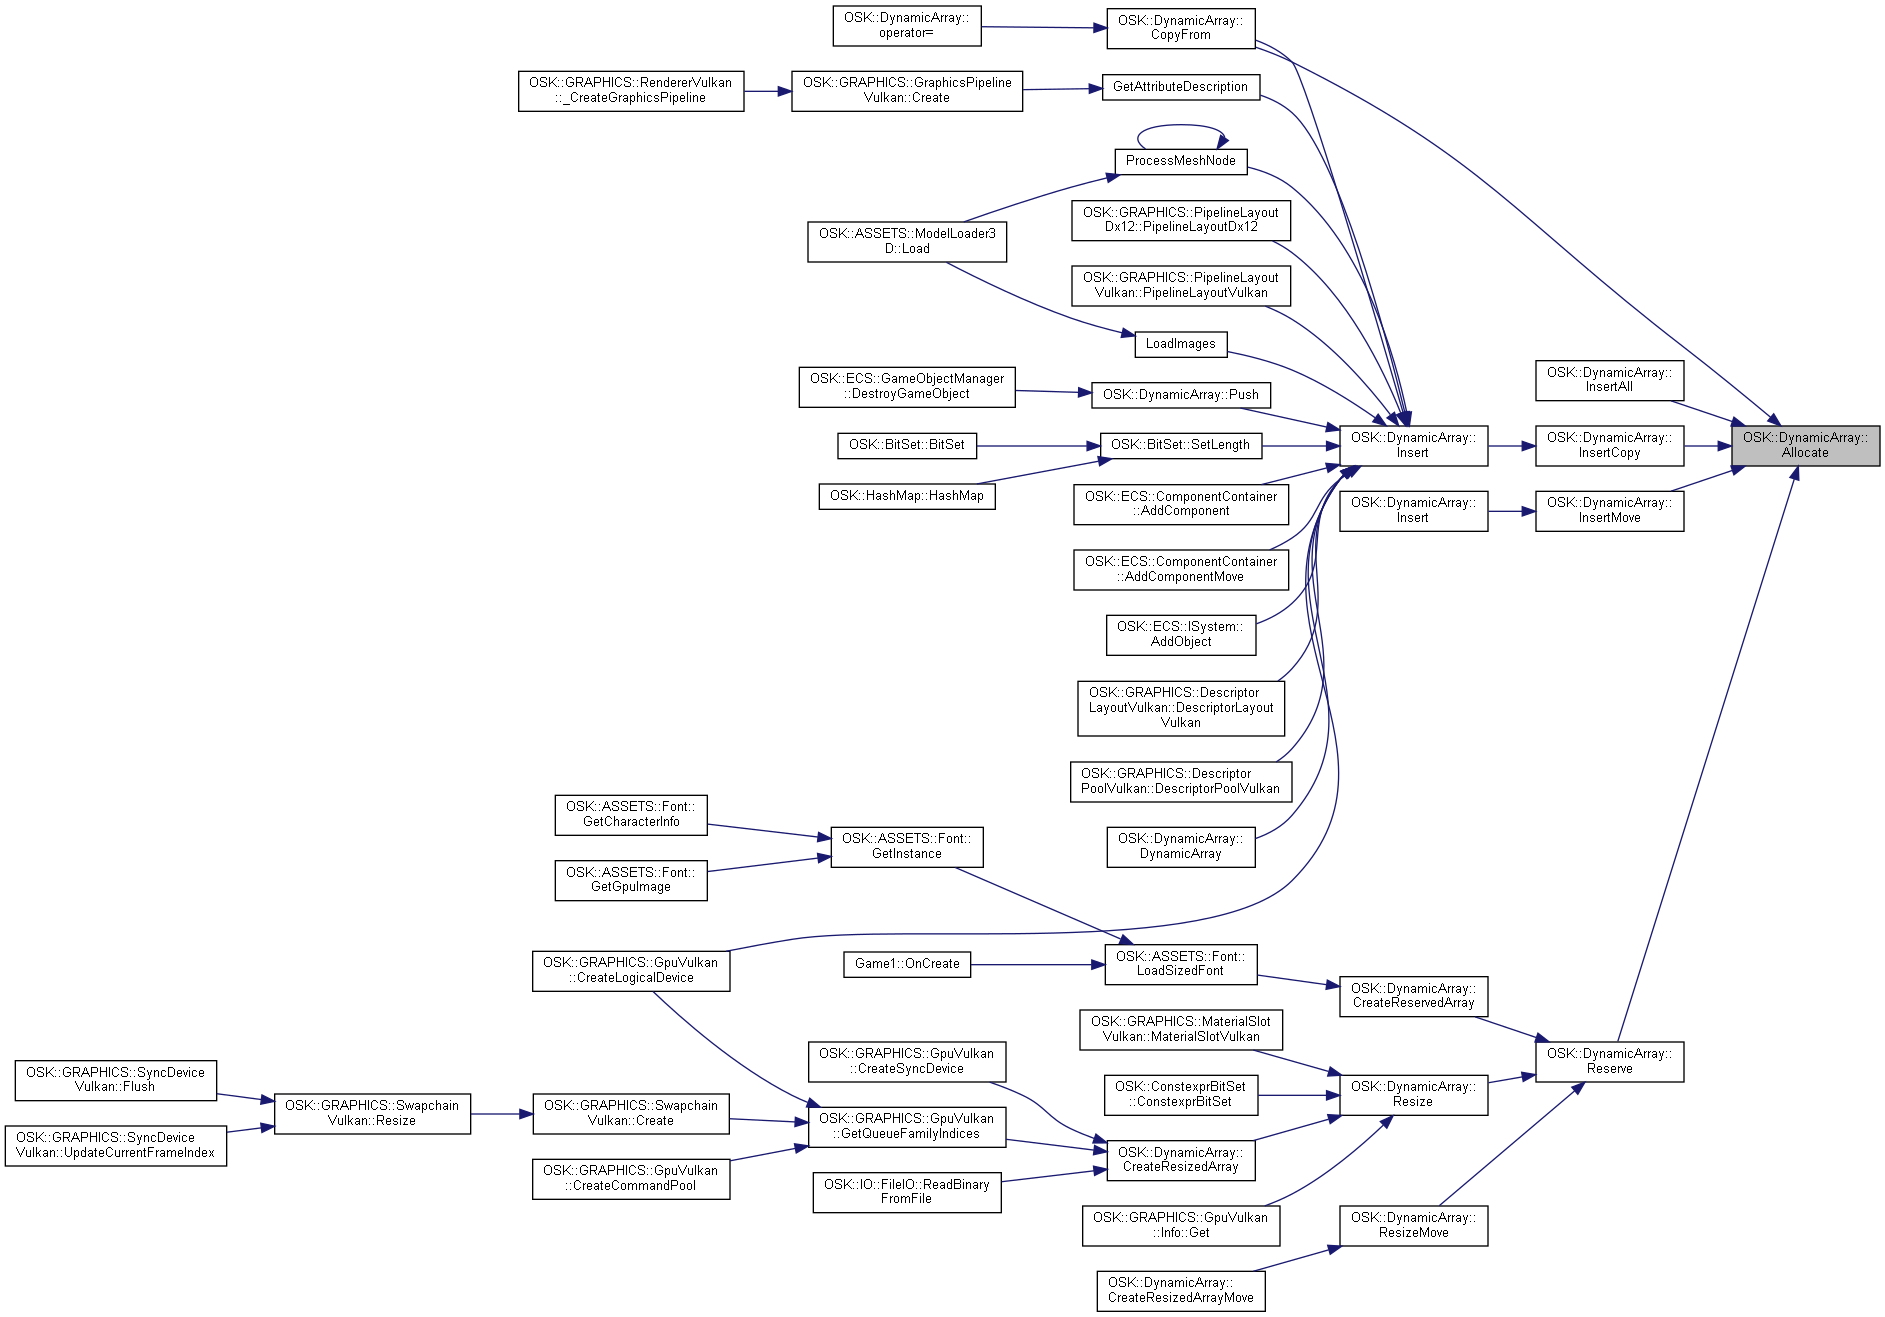 OSK::DynamicArray::
operator=
OSK::DynamicArray::
CopyFrom
OSK::GRAPHICS::RendererVulkan
::_CreateGraphicsPipeline
OSK::GRAPHICS::GraphicsPipeline
Vulkan::Create
GetAttributeDescription
ProcessMeshNode
OSK::GRAPHICS::PipelineLayout
Dx12::PipelineLayoutDx12
OSK::ASSETS::ModelLoader3
D::Load
OSK::GRAPHICS::PipelineLayout
Vulkan::PipelineLayoutVulkan
LoadImages
OSK::DynamicArray::
InsertAll
OSK::ECS::GameObjectManager
::DestroyGameObject
OSK::DynamicArray::Push
OSK::BitSet::BitSet
OSK::BitSet::SetLength
OSK::DynamicArray::
Insert
OSK::DynamicArray::
InsertCopy
OSK::DynamicArray::
Allocate
OSK::HashMap::HashMap
OSK::ECS::ComponentContainer
::AddComponent
OSK::DynamicArray::
Insert
OSK::DynamicArray::
InsertMove
OSK::ECS::ComponentContainer
::AddComponentMove
OSK::ECS::ISystem::
AddObject
OSK::GRAPHICS::Descriptor
LayoutVulkan::DescriptorLayout
Vulkan
OSK::GRAPHICS::Descriptor
PoolVulkan::DescriptorPoolVulkan
OSK::ASSETS::Font::
GetCharacterInfo
OSK::ASSETS::Font::
GetInstance
OSK::DynamicArray::
DynamicArray
OSK::ASSETS::Font::
GetGpuImage
OSK::GRAPHICS::GpuVulkan
::CreateLogicalDevice
Game1::OnCreate
OSK::ASSETS::Font::
LoadSizedFont
OSK::DynamicArray::
CreateReservedArray
OSK::GRAPHICS::MaterialSlot
Vulkan::MaterialSlotVulkan
OSK::GRAPHICS::GpuVulkan
::CreateSyncDevice
OSK::DynamicArray::
Reserve
OSK::GRAPHICS::SyncDevice
Vulkan::Flush
OSK::ConstexprBitSet
::ConstexprBitSet
OSK::DynamicArray::
Resize
OSK::GRAPHICS::Swapchain
Vulkan::Resize
OSK::GRAPHICS::Swapchain
Vulkan::Create
OSK::GRAPHICS::GpuVulkan
::GetQueueFamilyIndices
OSK::GRAPHICS::SyncDevice
Vulkan::UpdateCurrentFrameIndex
OSK::DynamicArray::
CreateResizedArray
OSK::GRAPHICS::GpuVulkan
::CreateCommandPool
OSK::IO::FileIO::ReadBinary
FromFile
OSK::GRAPHICS::GpuVulkan
::Info::Get
OSK::DynamicArray::
ResizeMove
OSK::DynamicArray::
CreateResizedArrayMove